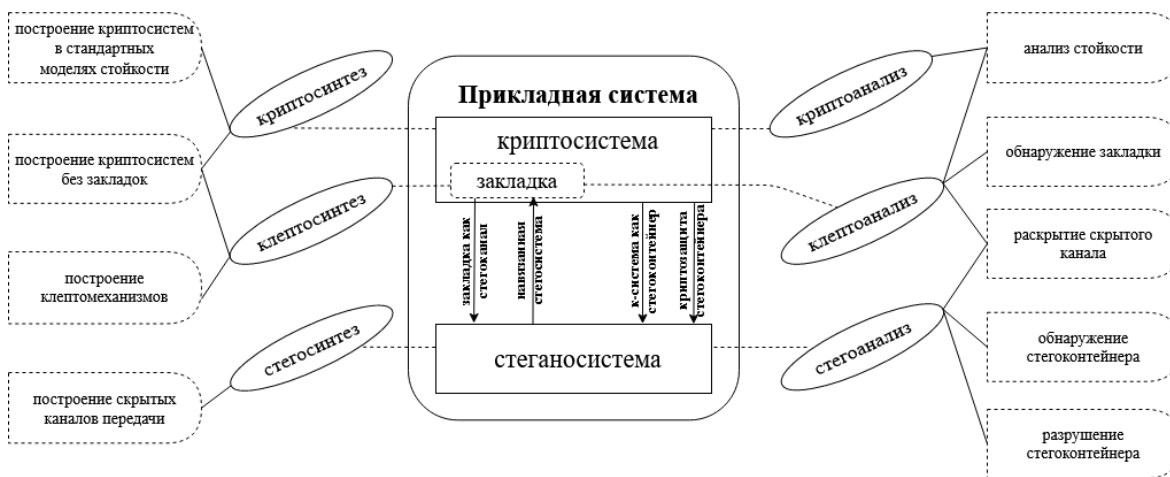 построение криптосистем
в стандартных
моделях стойкости
построение криптосистем
без закладок
построение
клептомеханизмов
построение скрытых
каналов передачи
криптосинтез
клептосинтез
стегосинтез
Прикладная система
криптосистема
закладка
закладка как
стегоканал
навязанная
стегосистема
к-система как
стегоконтейнер
криптозащита
стегоконтейнера
стеганосистема
криптоанализ
клептоанализ
стегоанализ
анализ стойкости
обнаружение закладки
раскрытие скрытого
канала
обнаружение
стегоконтейнера
разрушение
стегоконтейнера